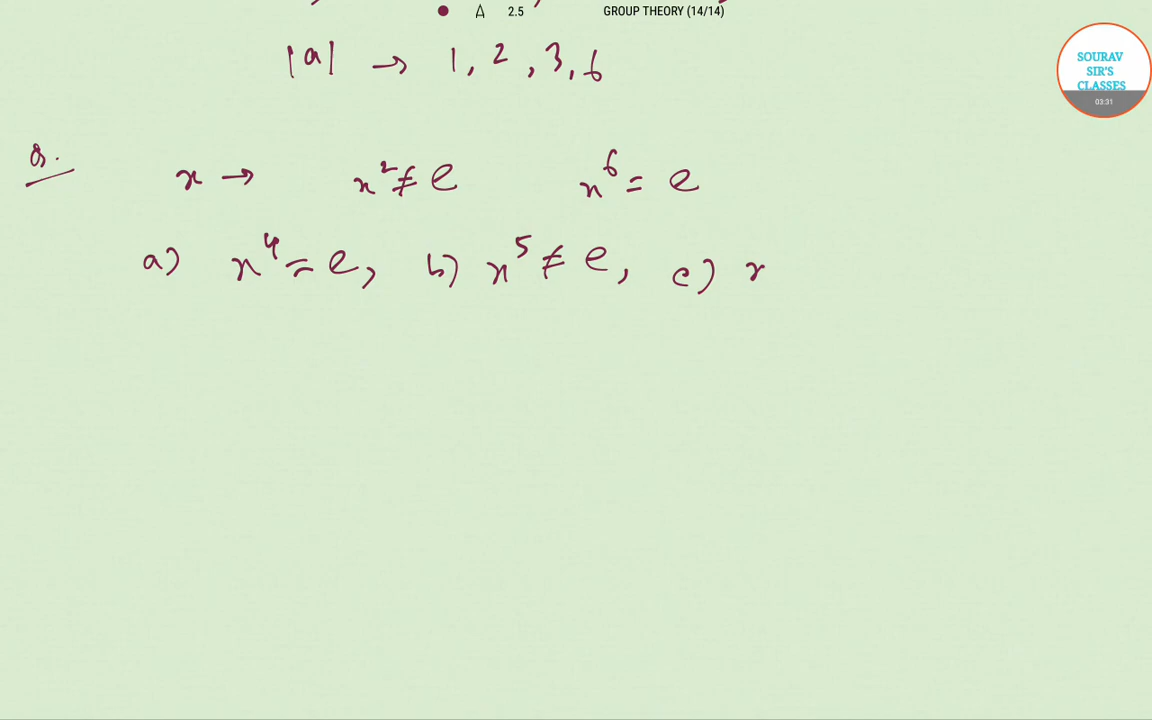 2.5 GROUP THEORY (14/14)
|a| → 1, 2, 3, 6
SOURAV
SIR'S
CLASSES
03:31
Q. x → x² ≠ e x⁶ = e
a) x⁴ = e, b) x⁵ ≠ e, c) x